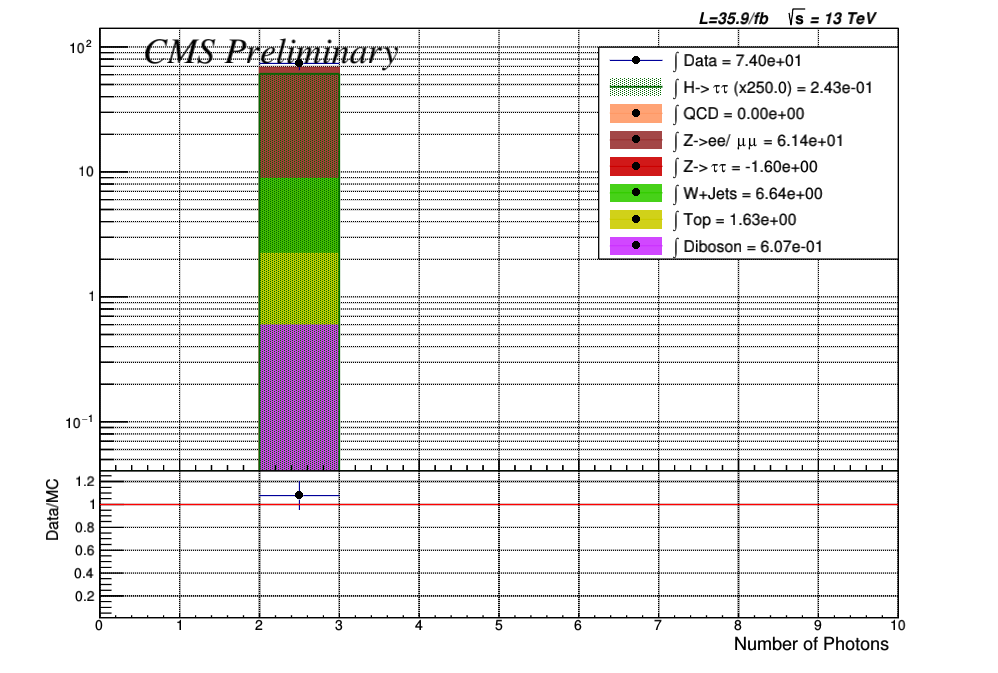 L=35.9/fb √s = 13 TeV
CMS Preliminary
10²
10
1
10⁻¹
∫ Data = 7.40e+01
∫ H-> ττ (x250.0) = 2.43e-01
∫ QCD = 0.00e+00
∫ Z->ee/ μμ = 6.14e+01
∫ Z-> ττ = -1.60e+00
∫ W+Jets = 6.64e+00
∫ Top = 1.63e+00
∫ Diboson = 6.07e-01
Data/MC
1.2
1
0.8
0.6
0.4
0.2
0 1 2 3 4 5 6 7 8 9 10
Number of Photons